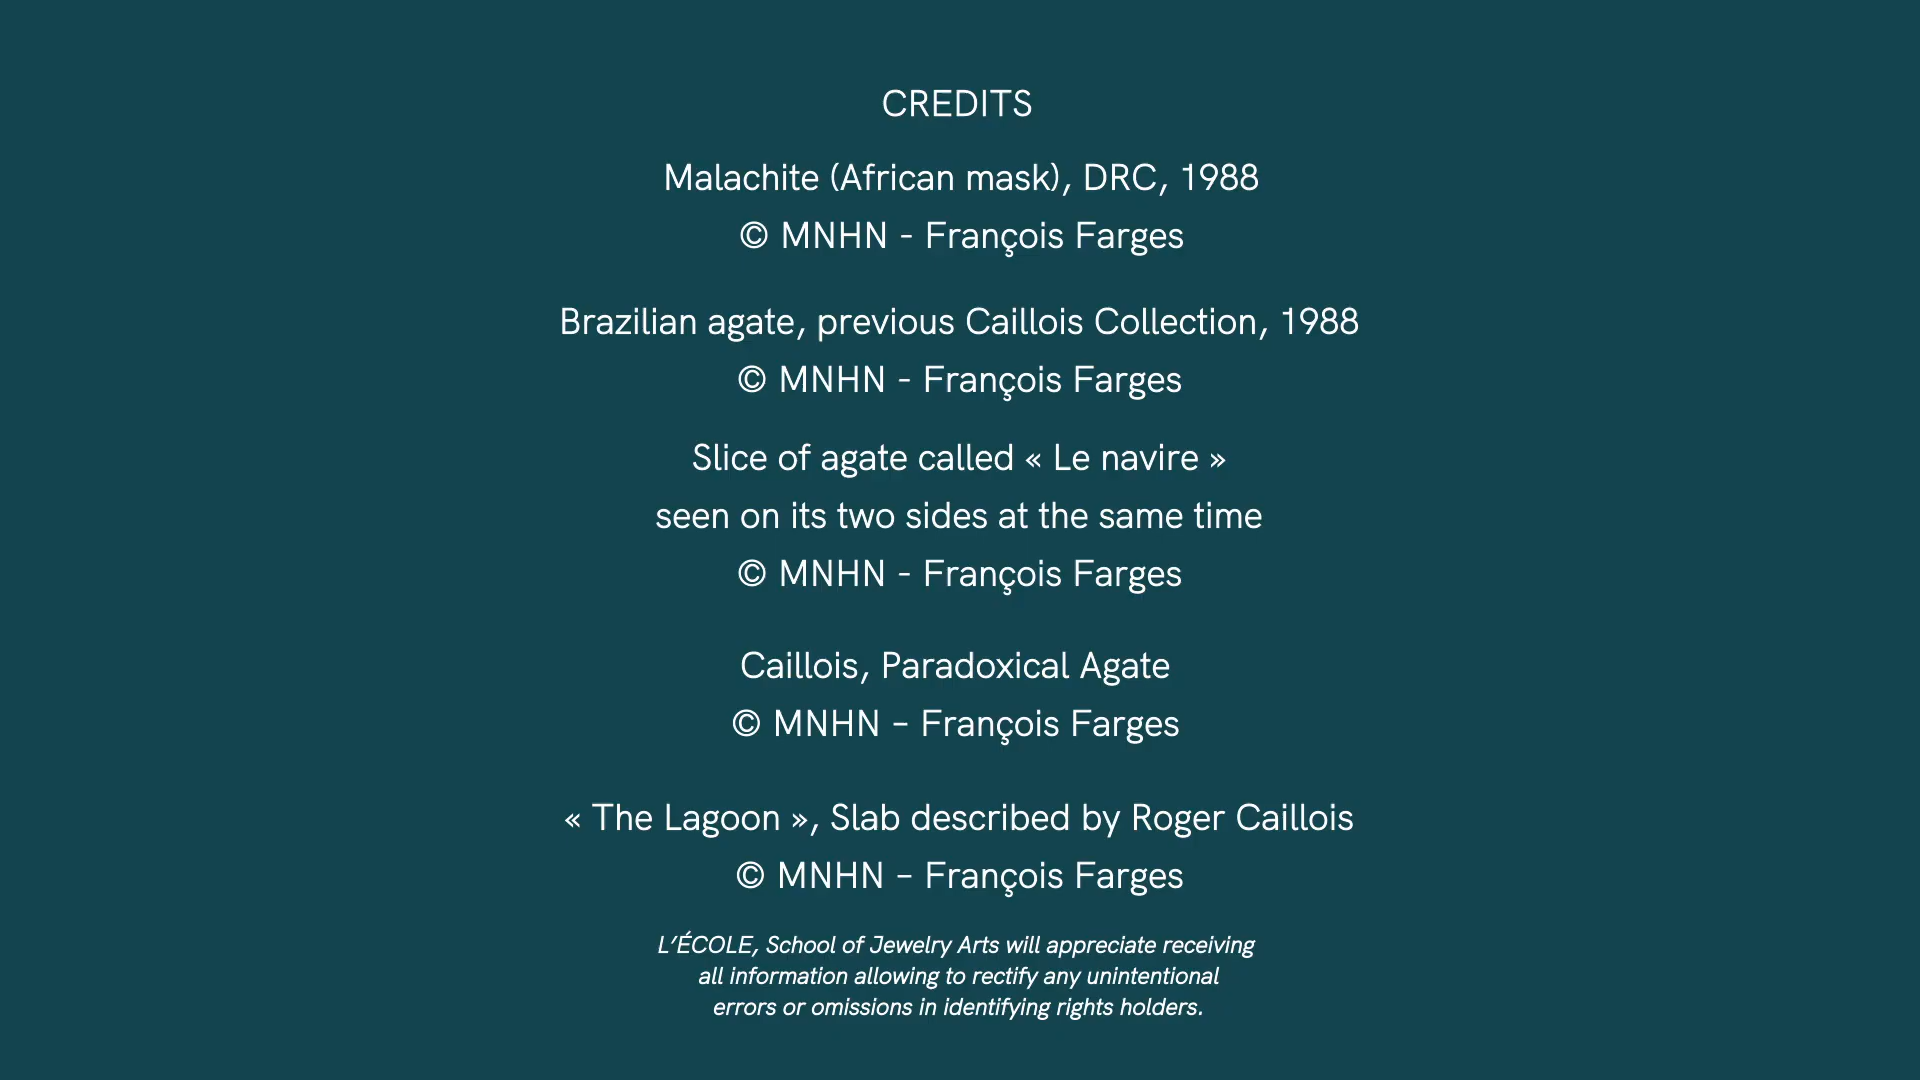 CREDITS
Malachite (African mask), DRC, 1988
© MNHN - François Farges
Brazilian agate, previous Caillois Collection, 1988
© MNHN - François Farges
Slice of agate called « Le navire »
seen on its two sides at the same time
© MNHN - François Farges
Caillois, Paradoxical Agate
© MNHN – François Farges
« The Lagoon », Slab described by Roger Caillois
© MNHN – François Farges
L’ÉCOLE, School of Jewelry Arts will appreciate receiving
all information allowing to rectify any unintentional
errors or omissions in identifying rights holders.